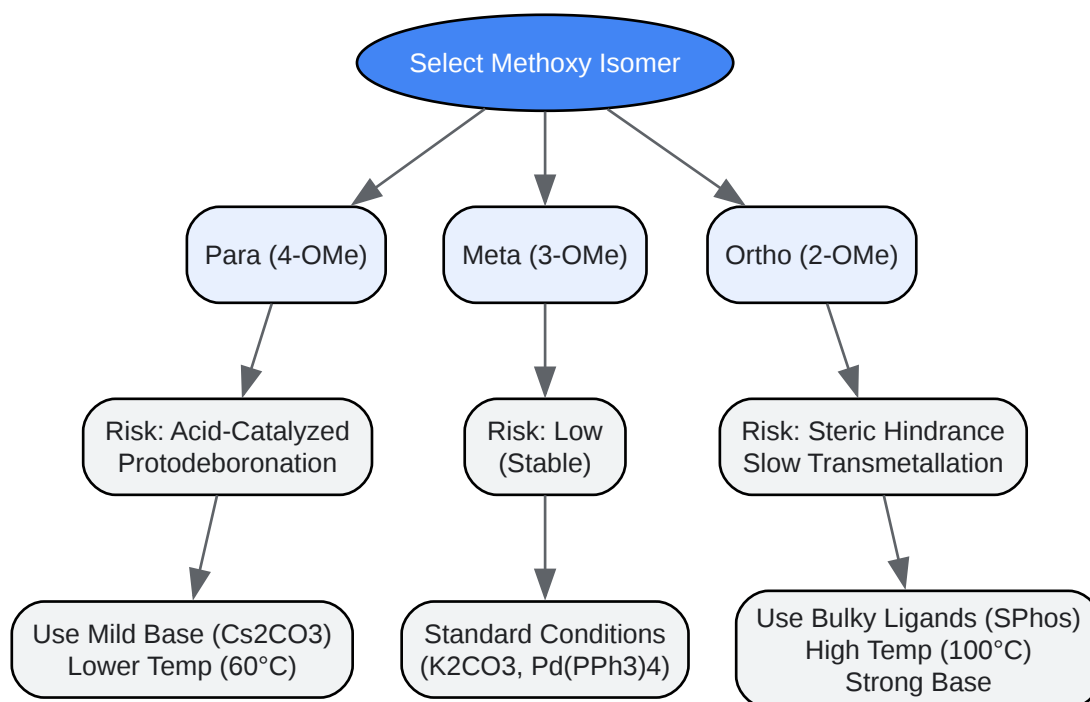 Select Methoxy Isomer
Para (4-OMe)
Meta (3-OMe)
Ortho (2-OMe)
Risk: Acid-Catalyzed
Protodeboronation
Risk: Low
(Stable)
Risk: Steric Hindrance
Slow Transmetallation
Use Mild Base (Cs2CO3)
Lower Temp (60°C)
Standard Conditions
(K2CO3, Pd(PPh3)4)
Use Bulky Ligands (SPhos)
High Temp (100°C)
Strong Base